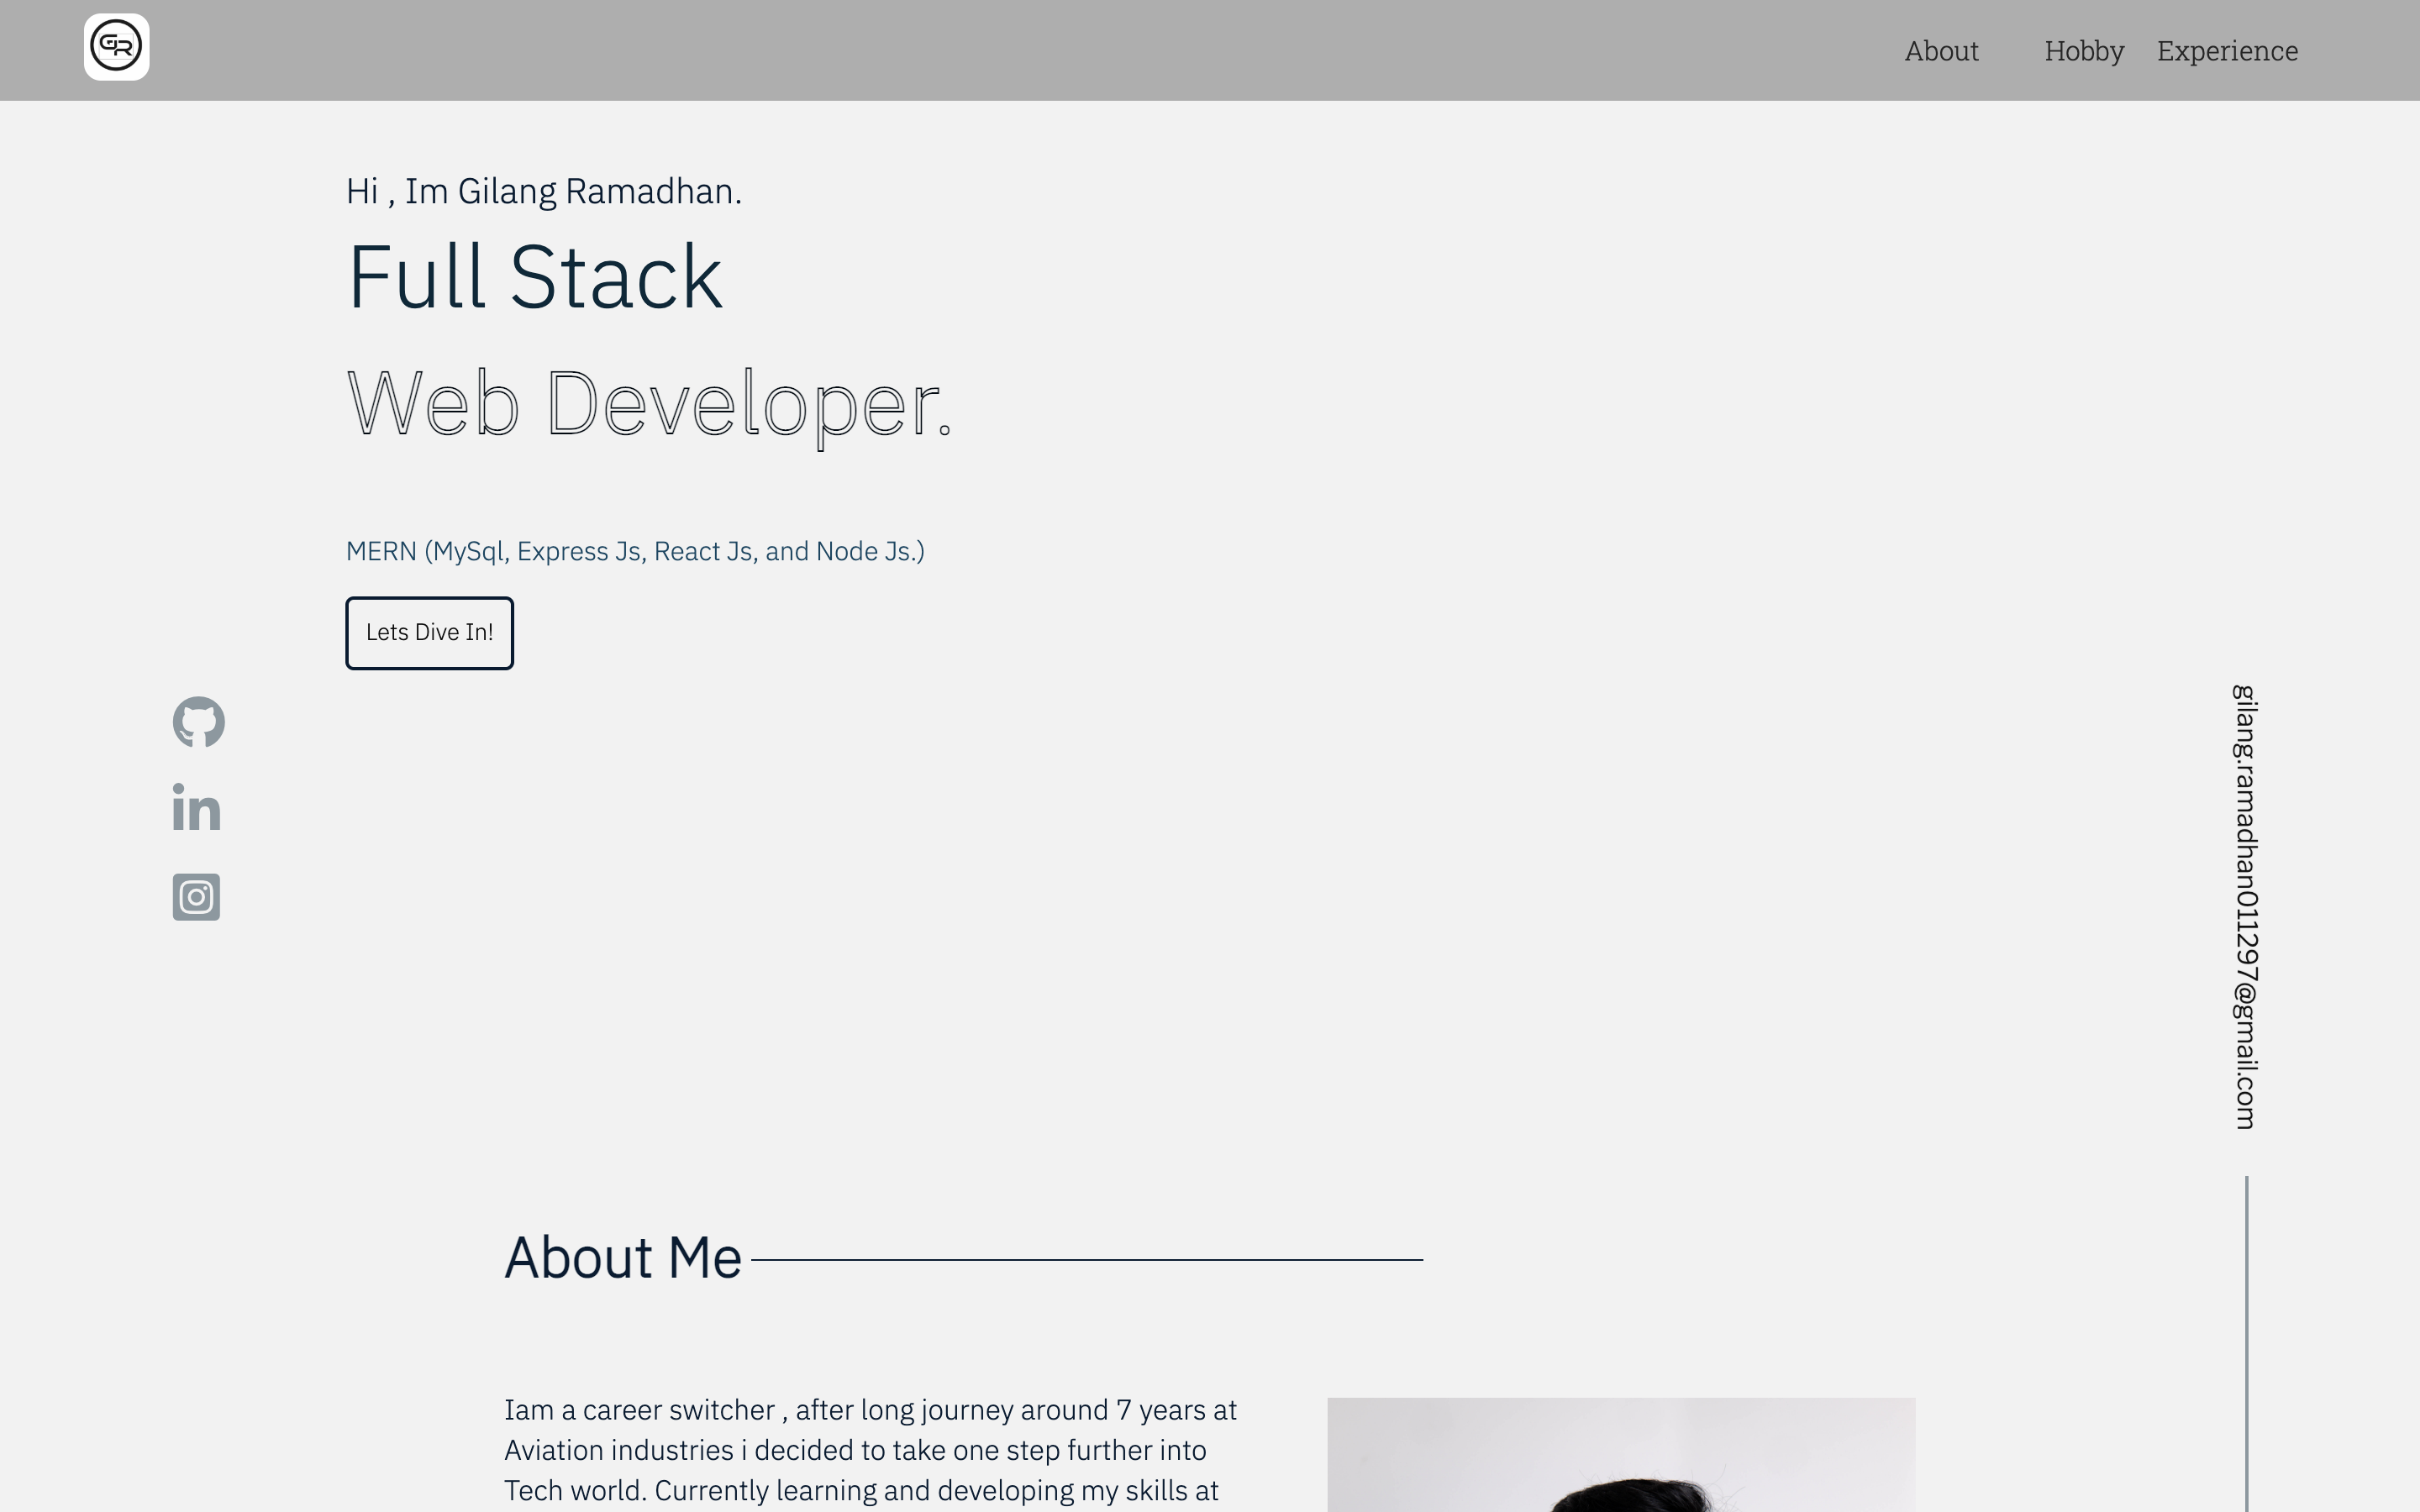 GR
About Hobby Experience
Hi , Im Gilang Ramadhan.
Full Stack
Web Developer.
MERN (MySql, Express Js, React Js, and Node Js.)
Lets Dive In!
in
gilang.ramadhan011297@gmail.com
About Me
Iam a career switcher , after long journey around 7 years at
Aviation industries i decided to take one step further into
Tech world. Currently learning and developing my skills at